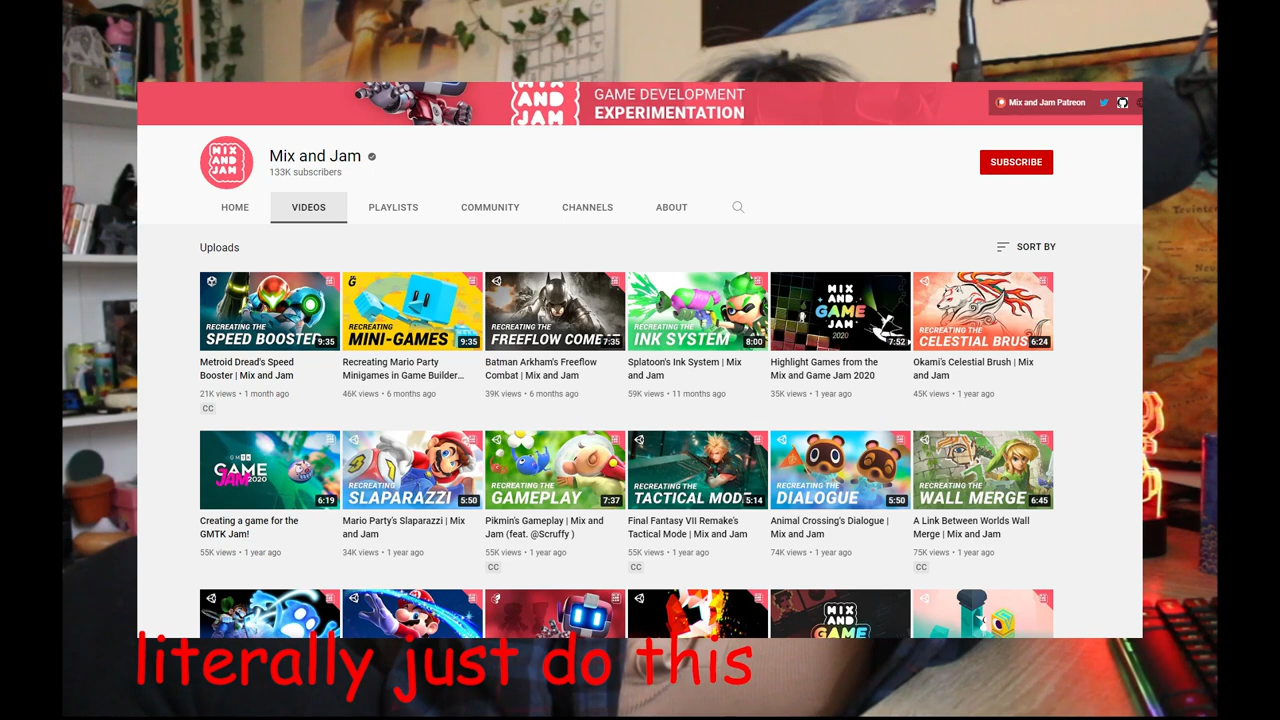 MIX
AND
JAM
GAME DEVELOPMENT
EXPERIMENTATION
Mix and Jam Patreon
MIX
AND
JAM
Mix and Jam
133K subscribers
SUBSCRIBE
HOME VIDEOS PLAYLISTS COMMUNITY CHANNELS ABOUT
Uploads
SORT BY
RECREATING THE
SPEED BOOSTER
9:35
RECREATING
MINI-GAMES
9:35
RECREATING THE
FREEFLOW COMBAT
7:35
RECREATING THE
INK SYSTEM
8:00
MIX
AND
GAME
JAM
2020
7:52
RECREATING THE
CELESTIAL BRUS
6:24
Metroid Dread's Speed
Booster | Mix and Jam
21K views • 1 month ago
CC
Recreating Mario Party
Minigames in Game Builder...
46K views • 6 months ago
Batman Arkham's Freeflow
Combat | Mix and Jam
39K views • 6 months ago
Splatoon's Ink System | Mix
and Jam
59K views • 11 months ago
Highlight Games from the
Mix and Game Jam 2020
35K views • 1 year ago
Okami's Celestial Brush | Mix
and Jam
45K views • 1 year ago
GMTK
GAME
JAM
2020
6:19
RECREATING
SLAPARAZZI
5:50
RECREATING THE
GAMEPLAY
7:37
RECREATING THE
TACTICAL MODE
5:14
RECREATING THE
DIALOGUE
5:50
RECREATING THE
WALL MERGE
6:45
Creating a game for the
GMTK Jam!
55K views • 1 year ago
Mario Party's Slaparazzi | Mix
and Jam
34K views • 1 year ago
Pikmin's Gameplay | Mix and
Jam (feat. @Scruffy )
55K views • 1 year ago
CC
Final Fantasy VII Remake's
Tactical Mode | Mix and Jam
55K views • 1 year ago
CC
Animal Crossing's Dialogue |
Mix and Jam
74K views • 1 year ago
A Link Between Worlds Wall
Merge | Mix and Jam
75K views • 1 year ago
CC
MIX
AND
GAME
literally just do this